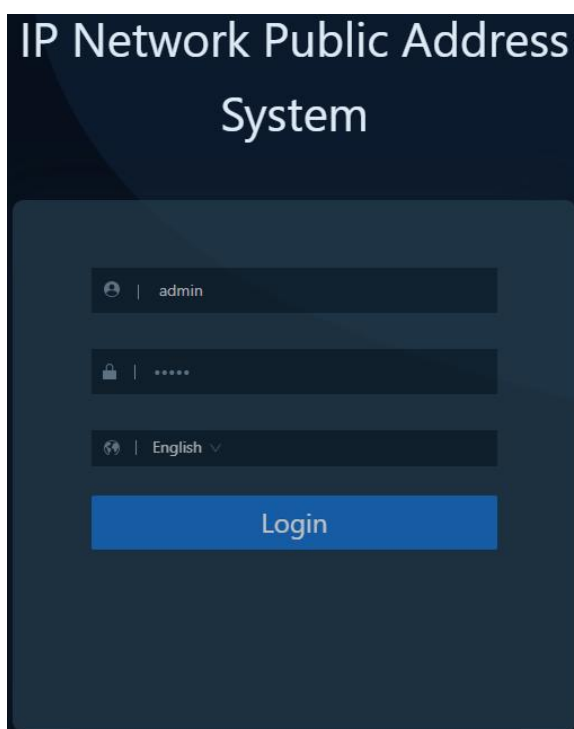 IP Network Public Address
System
admin
•••••
English
Login